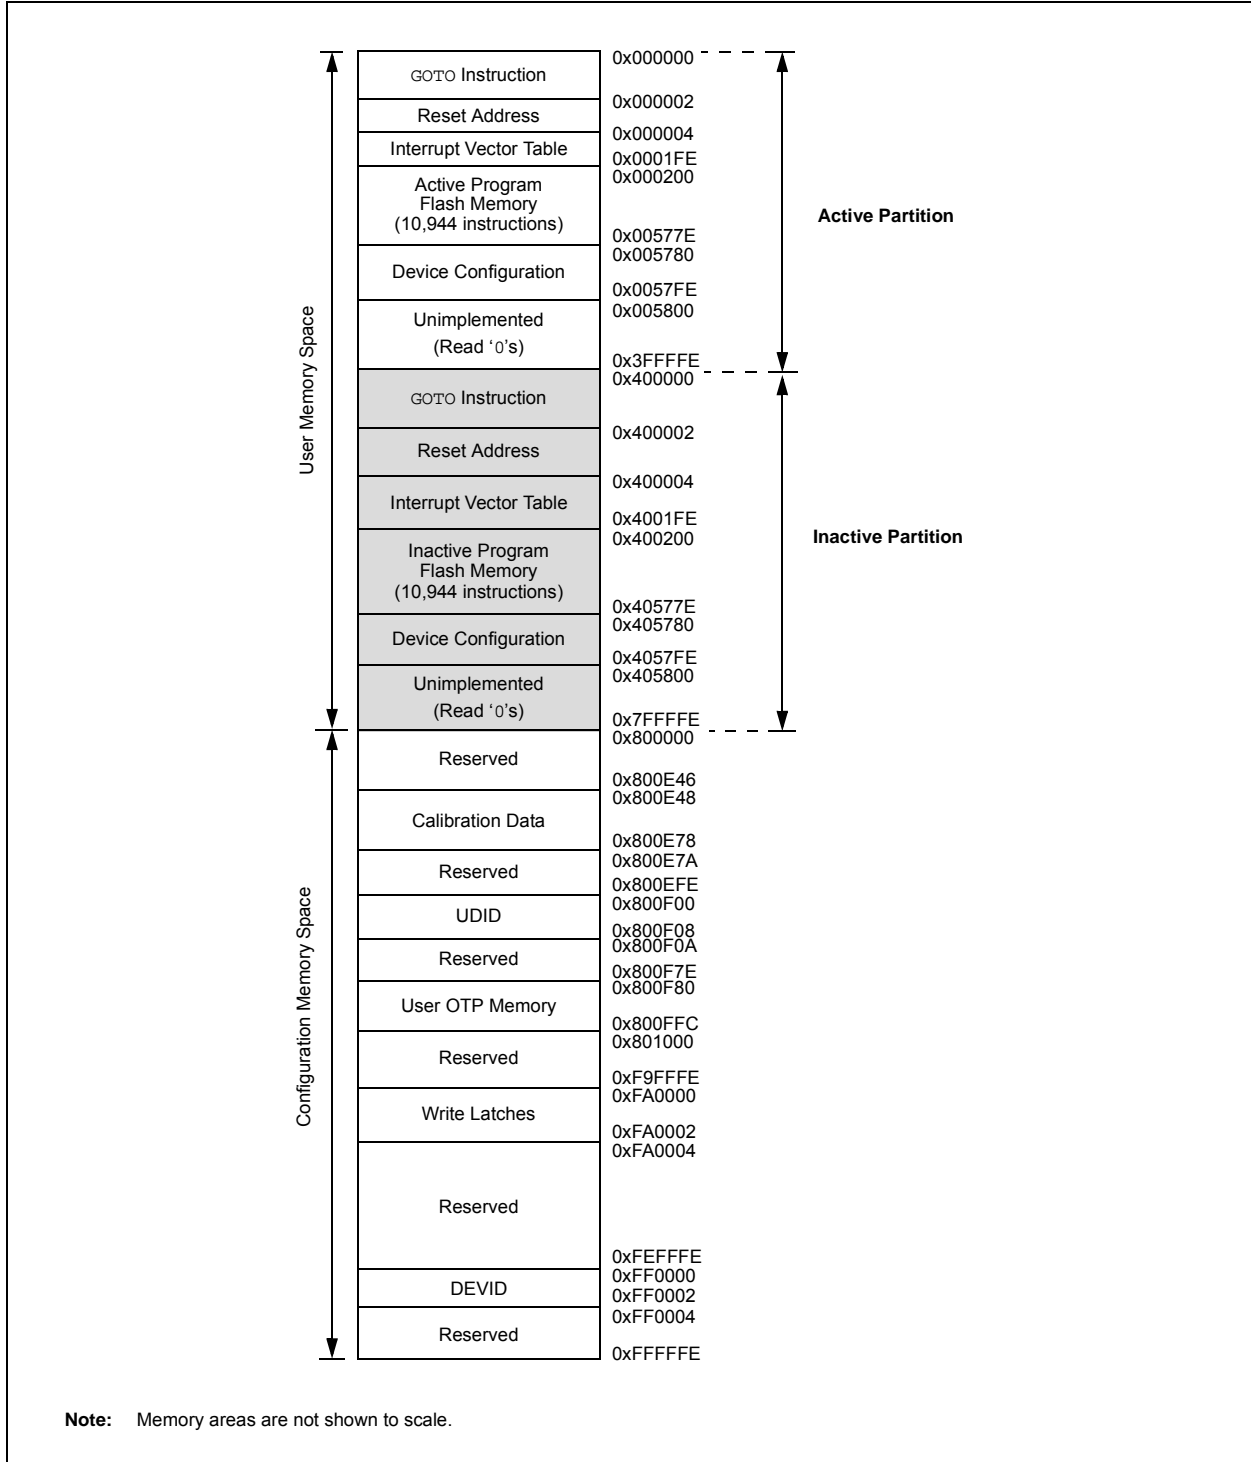 GOTO Instruction
0x000000
0x000002
Reset Address
0x000004
Interrupt Vector Table
0x0001FE
0x000200
Active Program
Flash Memory
(10,944 instructions)
Active Partition
0x00577E
0x005780
Device Configuration
0x0057FE
0x005800
Unimplemented
(Read ‘0’s)
0x3FFFFE
0x400000
User Memory Space
GOTO Instruction
0x400002
Reset Address
0x400004
Interrupt Vector Table
0x4001FE
0x400200
Inactive Partition
Inactive Program
Flash Memory
(10,944 instructions)
0x40577E
0x405780
Device Configuration
0x4057FE
0x405800
Unimplemented
(Read ‘0’s)
0x7FFFFE
0x800000
Reserved
0x800E46
0x800E48
Calibration Data
0x800E78
0x800E7A
Reserved
0x800EFE
0x800F00
UDID
0x800F08
0x800F0A
Reserved
0x800F7E
0x800F80
Configuration Memory Space
User OTP Memory
0x800FFC
0x801000
Reserved
0xF9FFFE
0xFA0000
Write Latches
0xFA0002
0xFA0004
Reserved
0xFEFFFE
0xFF0000
DEVID
0xFF0002
0xFF0004
Reserved
0xFFFFFE
Note: Memory areas are not shown to scale.